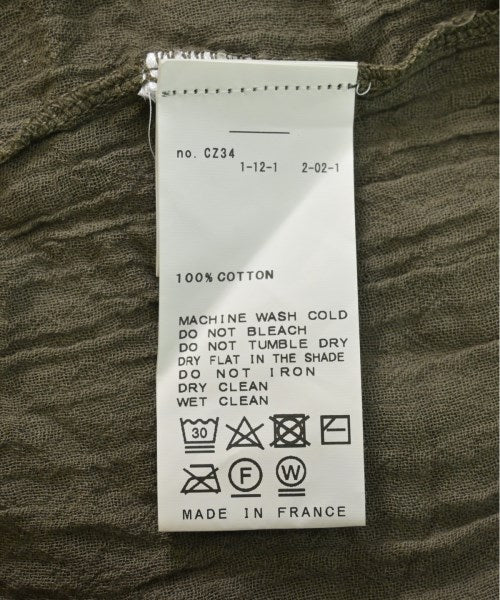 no. CZ34
1-12-1 2-02-1
100% COTTON
MACHINE WASH COLD
DO NOT BLEACH
DO NOT TUMBLE DRY
DRY FLAT IN THE SHADE
DO NOT IRON
DRY CLEAN
WET CLEAN
30
F W
MADE IN FRANCE